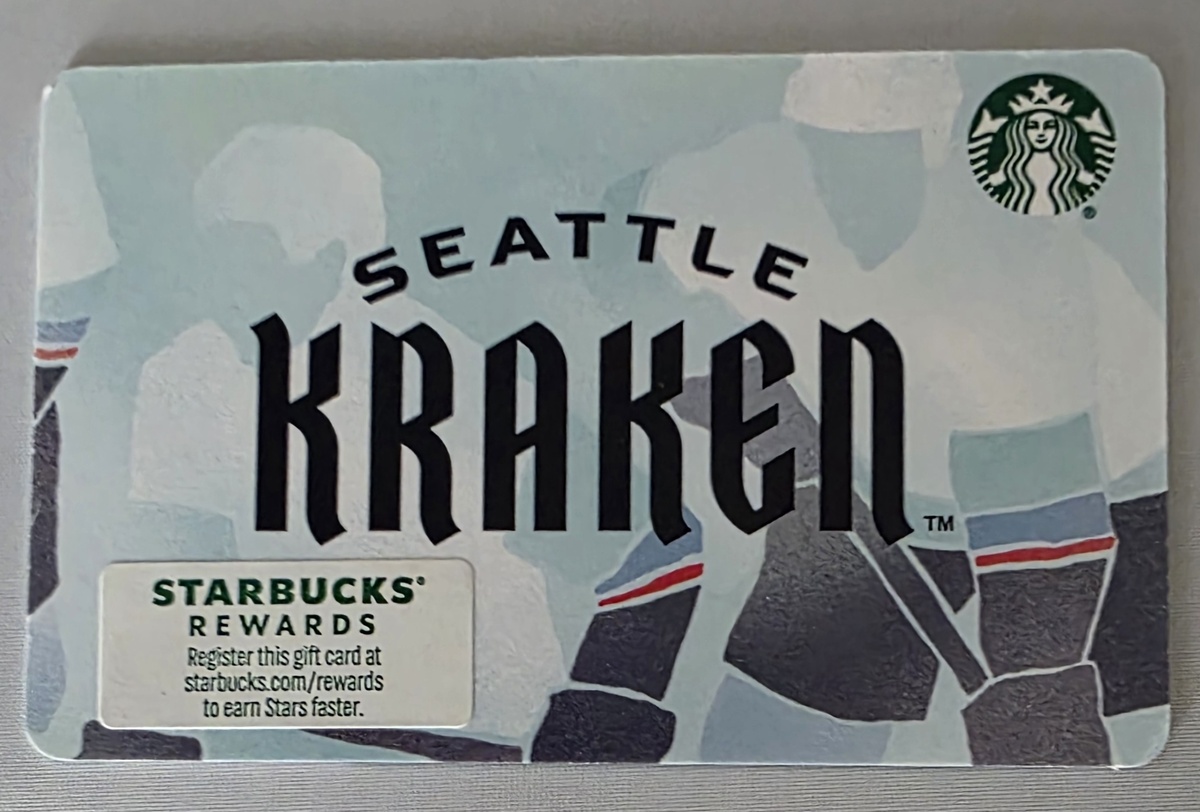 SEATTLE
KRAKEN™
STARBUCKS®
REWARDS
Register this gift card at
starbucks.com/rewards
to earn Stars faster.
®